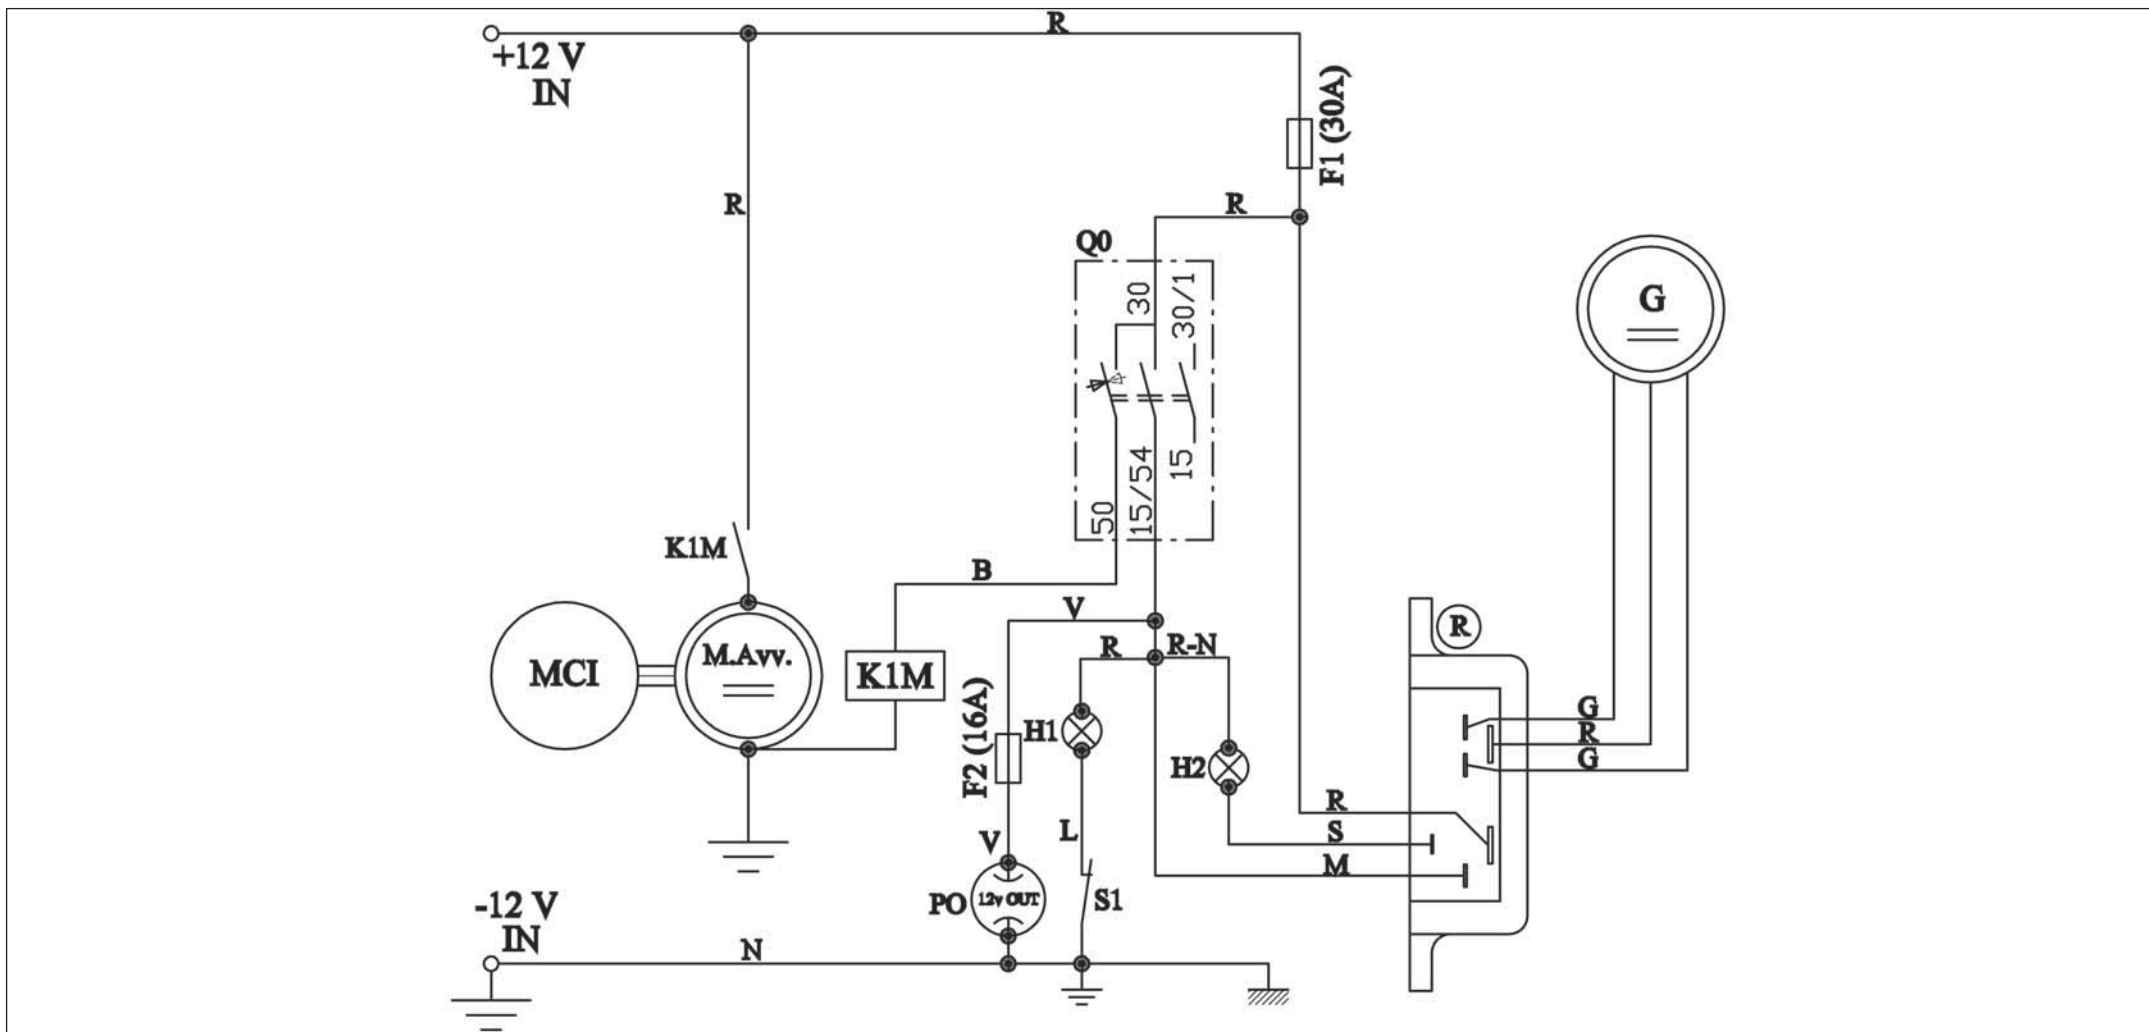 R
+12 V
IN
F1 (30A)
R
R
Q0
30
30/1
G
50
15/54
15
K1M
B
V
R
R-N
R
MCI
M.Avv.
K1M
F2 (16A)
H1
H2
G
R
G
R
V
L
S
M
PO
12v OUT
S1
-12 V
IN
N